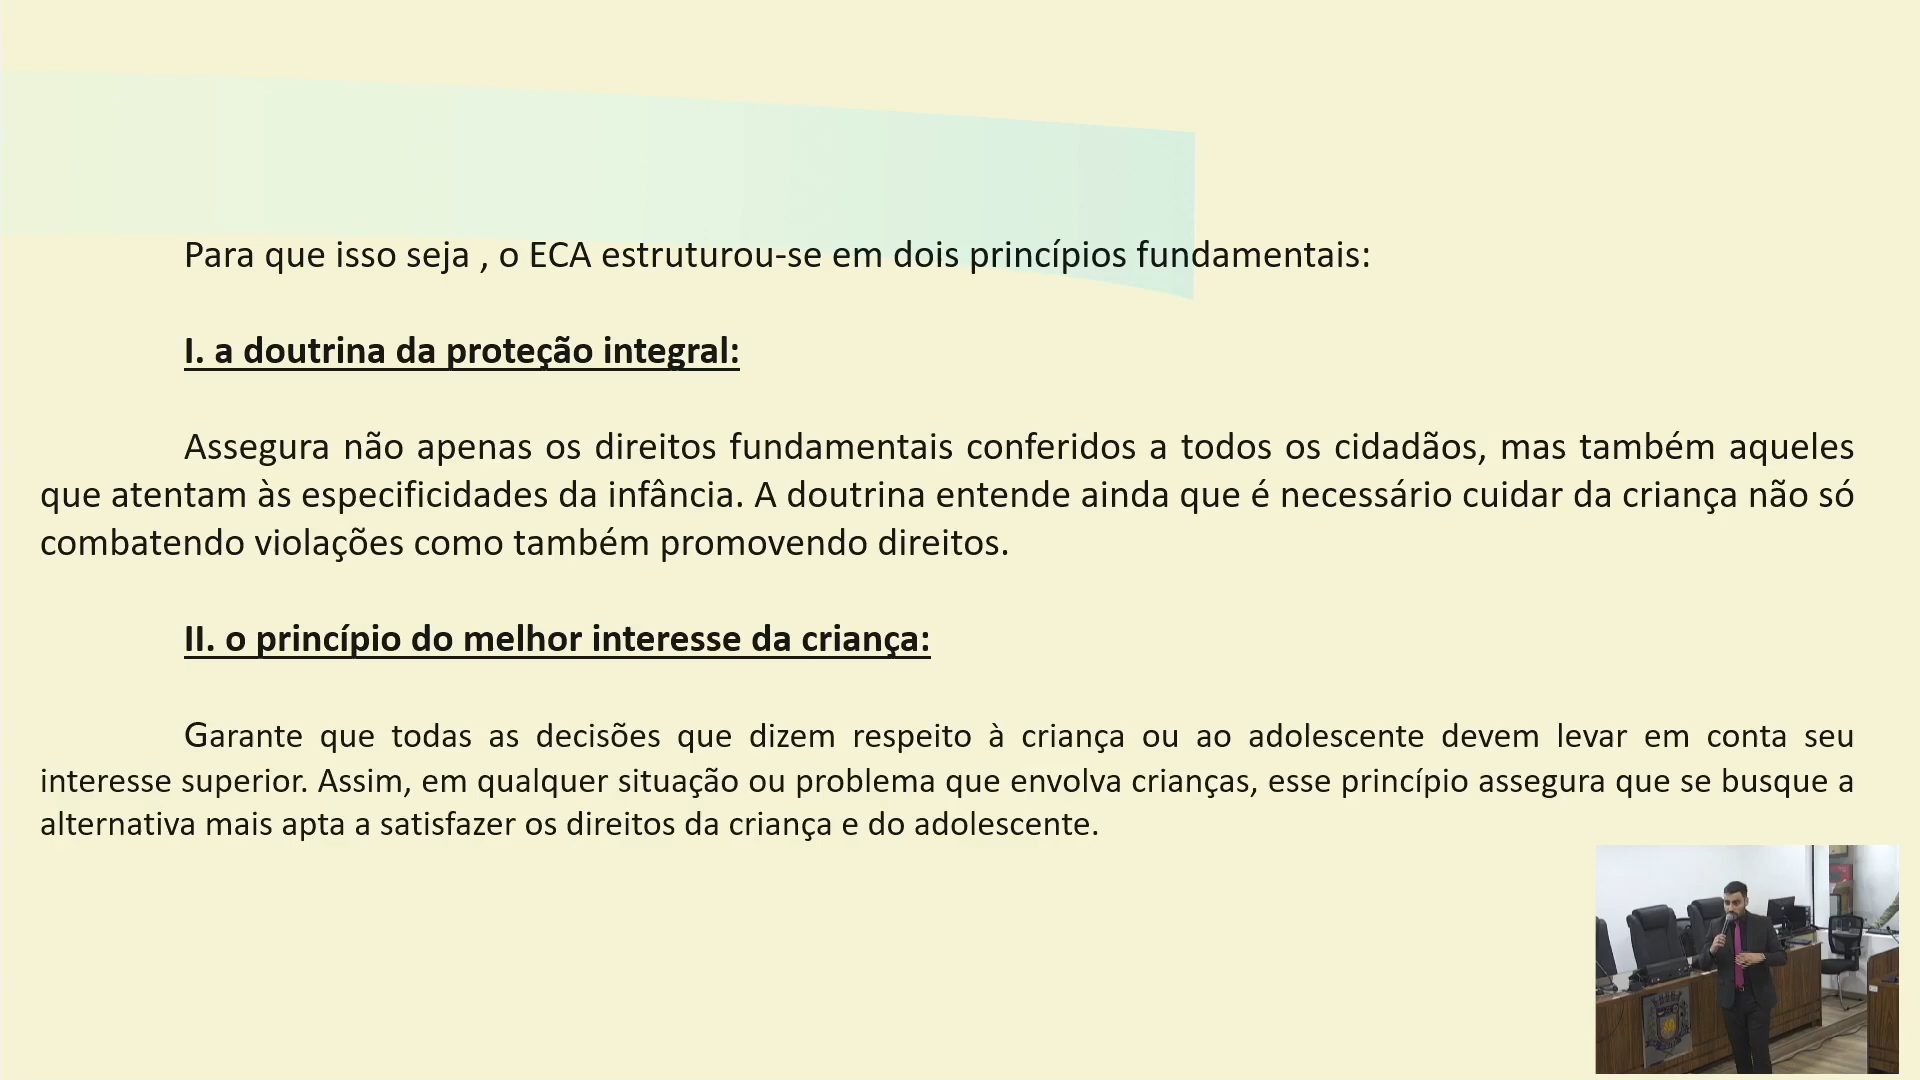 Para que isso seja , o ECA estruturou-se em dois princípios fundamentais:
I. a doutrina da proteção integral:
Assegura não apenas os direitos fundamentais conferidos a todos os cidadãos, mas também aqueles
que atentam às especificidades da infância. A doutrina entende ainda que é necessário cuidar da criança não só
combatendo violações como também promovendo direitos.
II. o princípio do melhor interesse da criança:
Garante que todas as decisões que dizem respeito à criança ou ao adolescente devem levar em conta seu
interesse superior. Assim, em qualquer situação ou problema que envolva crianças, esse princípio assegura que se busque a
alternativa mais apta a satisfazer os direitos da criança e do adolescente.